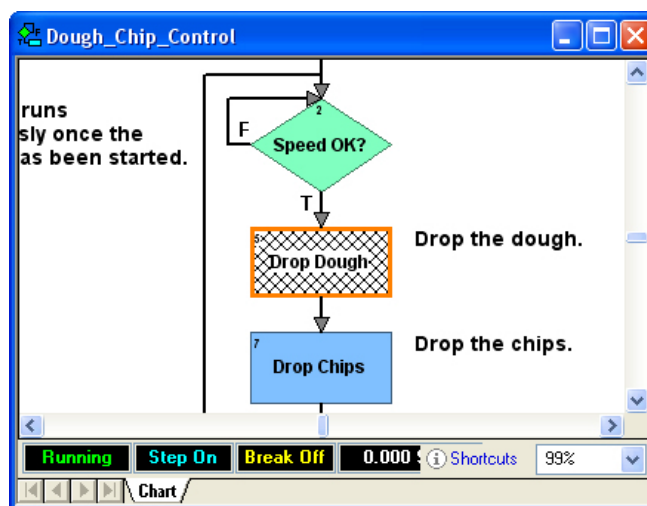 Dough_Chip_Control
runs
sly once the
as been started.
2
F
Speed OK?
T
5
Drop Dough
Drop the dough.
7
Drop Chips
Drop the chips.
Running
Step On
Break Off
0.000
Shortcuts
99%
Chart